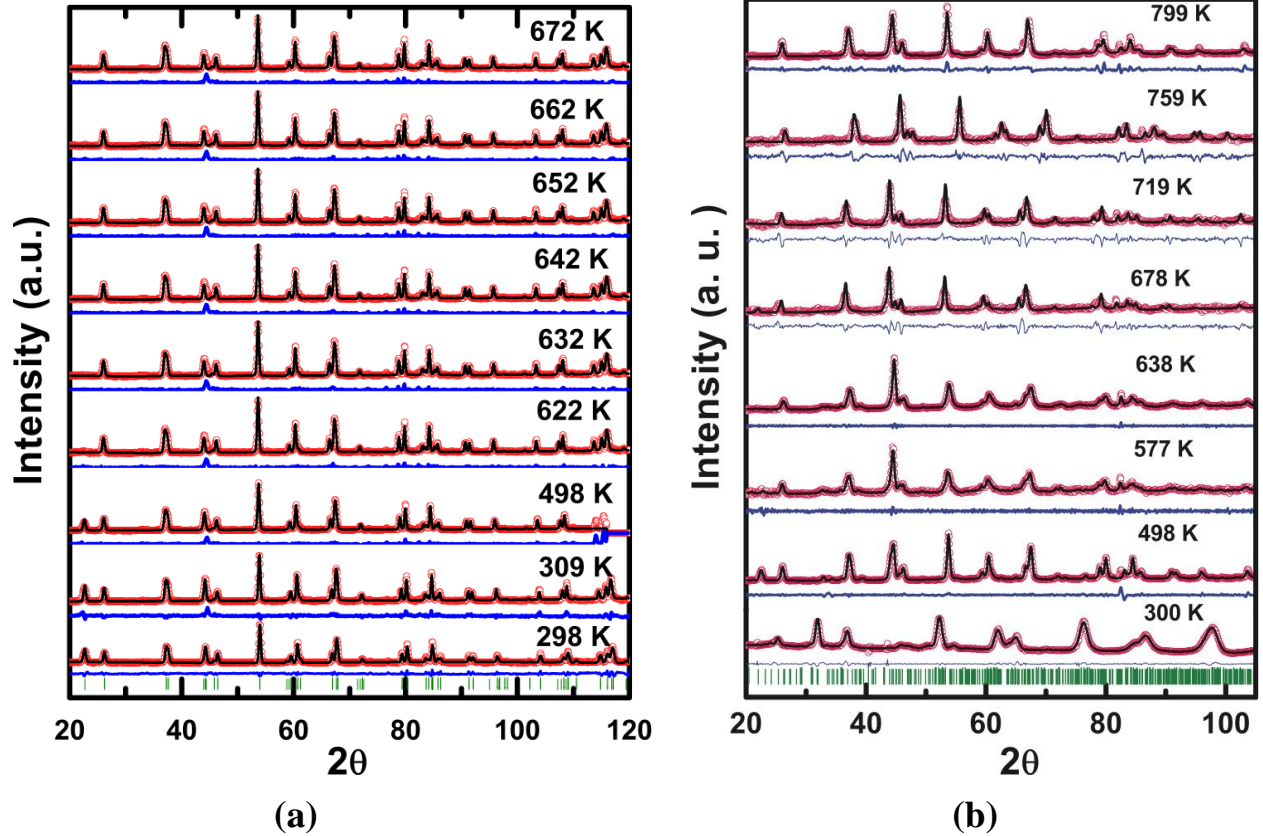 672 K
662 K
652 K
642 K
632 K
622 K
498 K
309 K
298 K
Intensity (a.u.)
20 40 60 80 100 120
2θ
(a)
799 K
759 K
719 K
678 K
638 K
577 K
498 K
300 K
Intensity (a. u. )
20 40 60 80 100
2θ
(b)